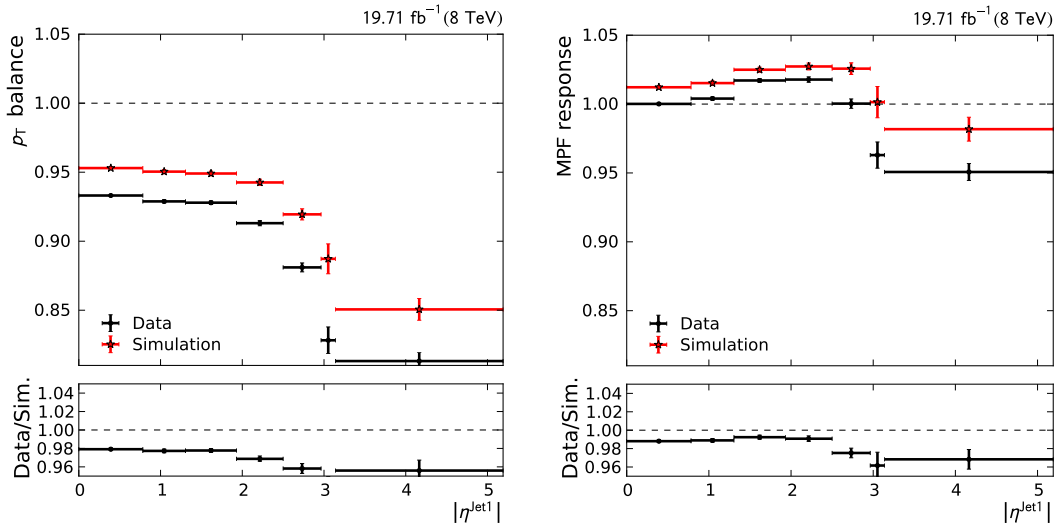 19.71 fb⁻¹ (8 TeV)
pT balance
1.05
1.00
0.95
0.90
0.85
Data
Simulation
Data/Sim.
1.04
1.02
1.00
0.98
0.96
0 1 2 3 4 5
|η^Jet1|
19.71 fb⁻¹ (8 TeV)
MPF response
1.05
1.00
0.95
0.90
0.85
Data
Simulation
Data/Sim.
1.04
1.02
1.00
0.98
0.96
0 1 2 3 4 5
|η^Jet1|